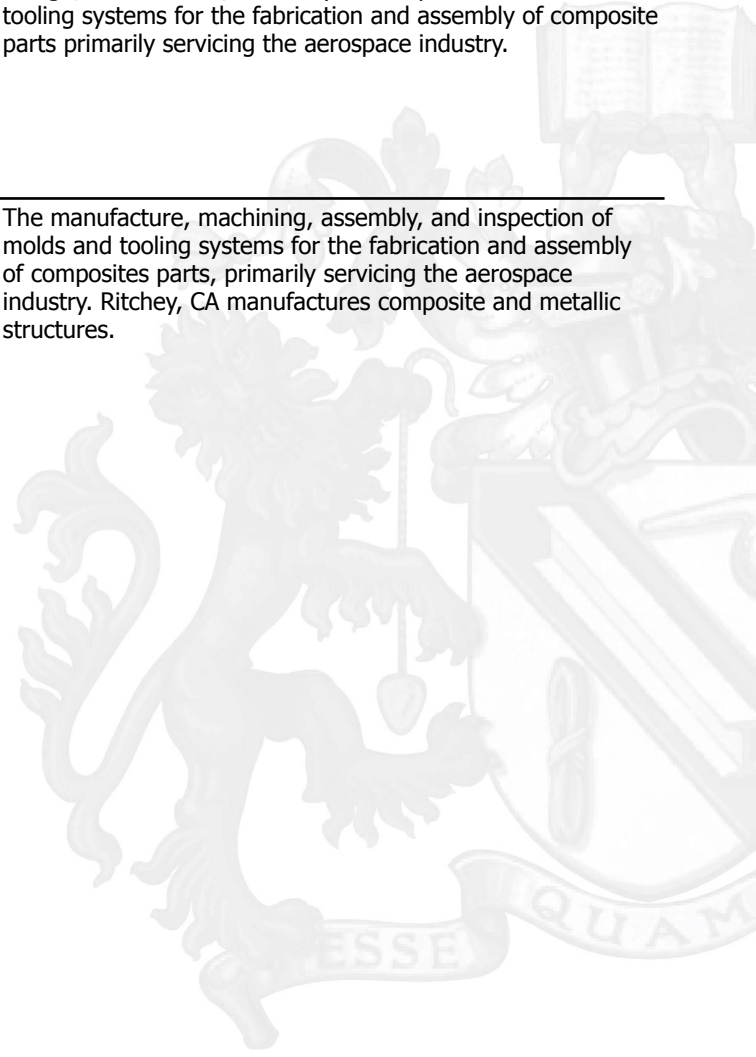 tooling systems for the fabrication and assembly of composite
parts primarily servicing the aerospace industry.
The manufacture, machining, assembly, and inspection of
molds and tooling systems for the fabrication and assembly
of composites parts, primarily servicing the aerospace
industry. Ritchey, CA manufactures composite and metallic
structures.
ESSE
QUAM